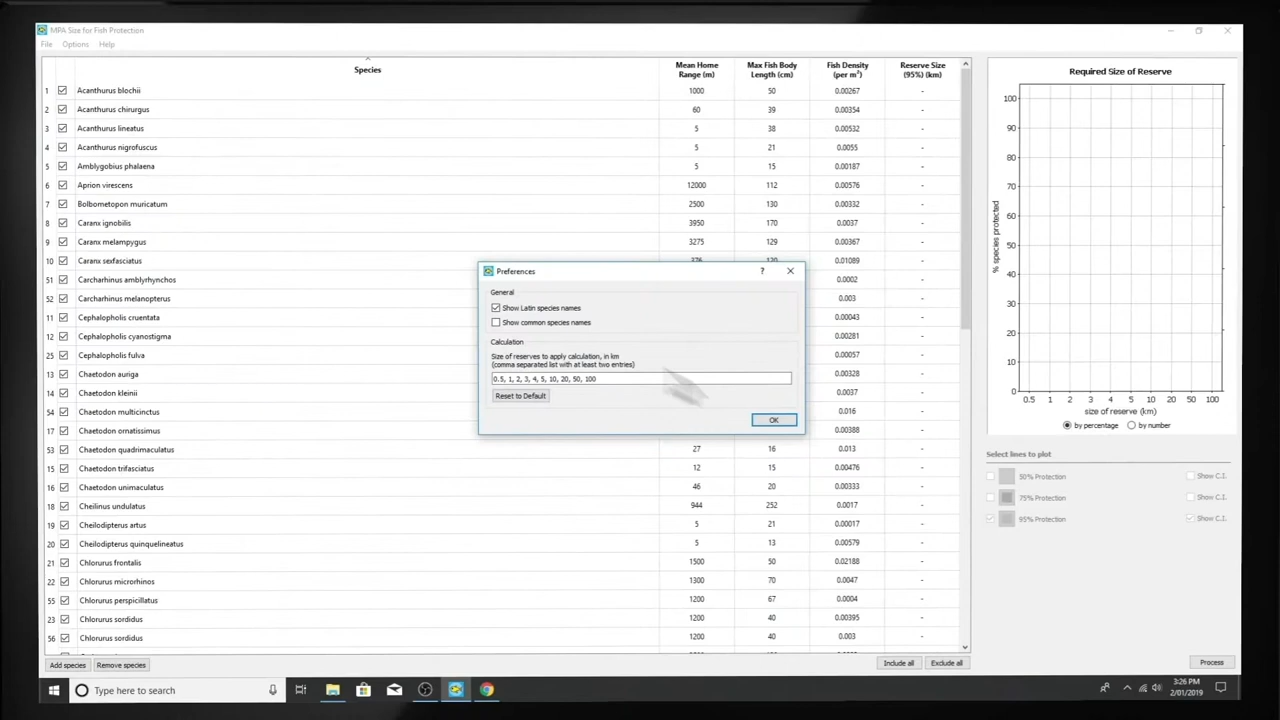 MPA Size for Fish Protection
File Options Help
Species Mean Home Range (m) Max Fish Body Length (cm) Fish Density (per m²) Reserve Size (95%) (km)
1 Acanthurus blochii 1000 50 0.00267 -
2 Acanthurus chirurgus 60 39 0.00354 -
3 Acanthurus lineatus 5 38 0.00532 -
4 Acanthurus nigrofuscus 5 21 0.0055 -
5 Amblygobius phalaena 5 15 0.00187 -
6 Aprion virescens 12000 112 0.00576 -
7 Bolbometopon muricatum 2500 130 0.00332 -
8 Caranx ignobilis 3950 170 0.0037 -
9 Caranx melampygus 3275 129 0.00367 -
10 Caranx sexfasciatus 0.01089 -
51 Carcharhinus amblyrhynchos 0.0002 -
52 Carcharhinus melanopterus 0.003 -
11 Cephalopholis cruentata 0.00043 -
12 Cephalopholis cyanostigma 0.00281 -
25 Cephalopholis fulva 0.00057 -
13 Chaetodon auriga 0.00328 -
14 Chaetodon kleinii 0.0037 -
54 Chaetodon multicinctus 0.016 -
17 Chaetodon ornatissimus 0.00388 -
53 Chaetodon quadrimaculatus 27 16 0.013 -
15 Chaetodon trifasciatus 12 15 0.00476 -
16 Chaetodon unimaculatus 46 20 0.00333 -
18 Cheilinus undulatus 944 252 0.0017 -
19 Cheilodipterus artus 5 21 0.00017 -
20 Cheilodipterus quinquelineatus 5 13 0.00579 -
21 Chlorurus frontalis 1500 50 0.02188 -
22 Chlorurus microrhinos 1300 70 0.0047 -
55 Chlorurus perspicillatus 1200 67 0.0004 -
23 Chlorurus sordidus 1200 40 0.00395 -
56 Chlorurus sordidus 1200 40 0.003 -
Add species Remove species Include all Exclude all
Preferences ?
General
Show Latin species names
Show common species names
Calculation
Size of reserves to apply calculation, in km
(comma separated list with at least two entries)
0.5, 1, 2, 3, 4, 5, 10, 20, 50, 100
Reset to Default
OK
Required Size of Reserve
% species protected
100
90
80
70
60
50
40
30
20
10
0
0.5 1 2 3 4 5 10 20 50 100
size of reserve (km)
by percentage by number
Select lines to plot
50% Protection Show C.I.
75% Protection Show C.I.
95% Protection Show C.I.
Process
Type here to search
3:26 PM
2/01/2019